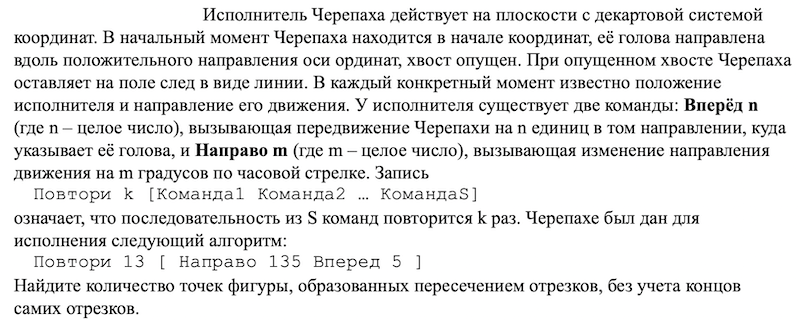 Исполнитель Черепаха действует на плоскости с декартовой системой
координат. В начальный момент Черепаха находится в начале координат, её голова направлена
вдоль положительного направления оси ординат, хвост опущен. При опущенном хвосте Черепаха
оставляет на поле след в виде линии. В каждый конкретный момент известно положение
исполнителя и направление его движения. У исполнителя существует две команды: Вперёд n
(где n – целое число), вызывающая передвижение Черепахи на n единиц в том направлении, куда
указывает её голова, и Направо m (где m – целое число), вызывающая изменение направления
движения на m градусов по часовой стрелке. Запись
Повтори k [Команда1 Команда2 … КомандаS]
означает, что последовательность из S команд повторится k раз. Черепахе был дан для
исполнения следующий алгоритм:
Повтори 13 [ Направо 135 Вперед 5 ]
Найдите количество точек фигуры, образованных пересечением отрезков, без учета концов
самих отрезков.